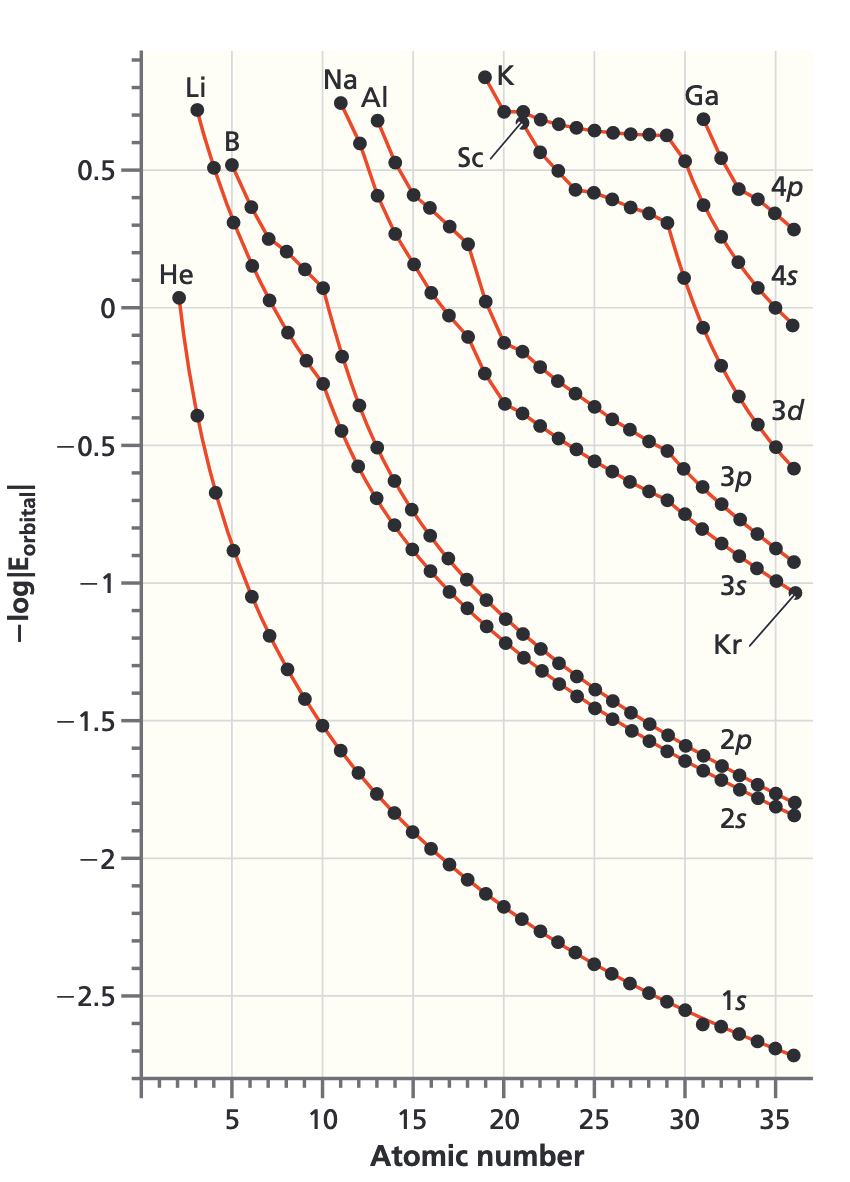 K
Na
Li
Al
Ga
B
0.5
Sc
4p
He
4s
0
3d
−0.5
3p
−log|Eorbital|
−1
3s
Kr
−1.5
2p
2s
−2
−2.5
1s
5 10 15 20 25 30 35
Atomic number